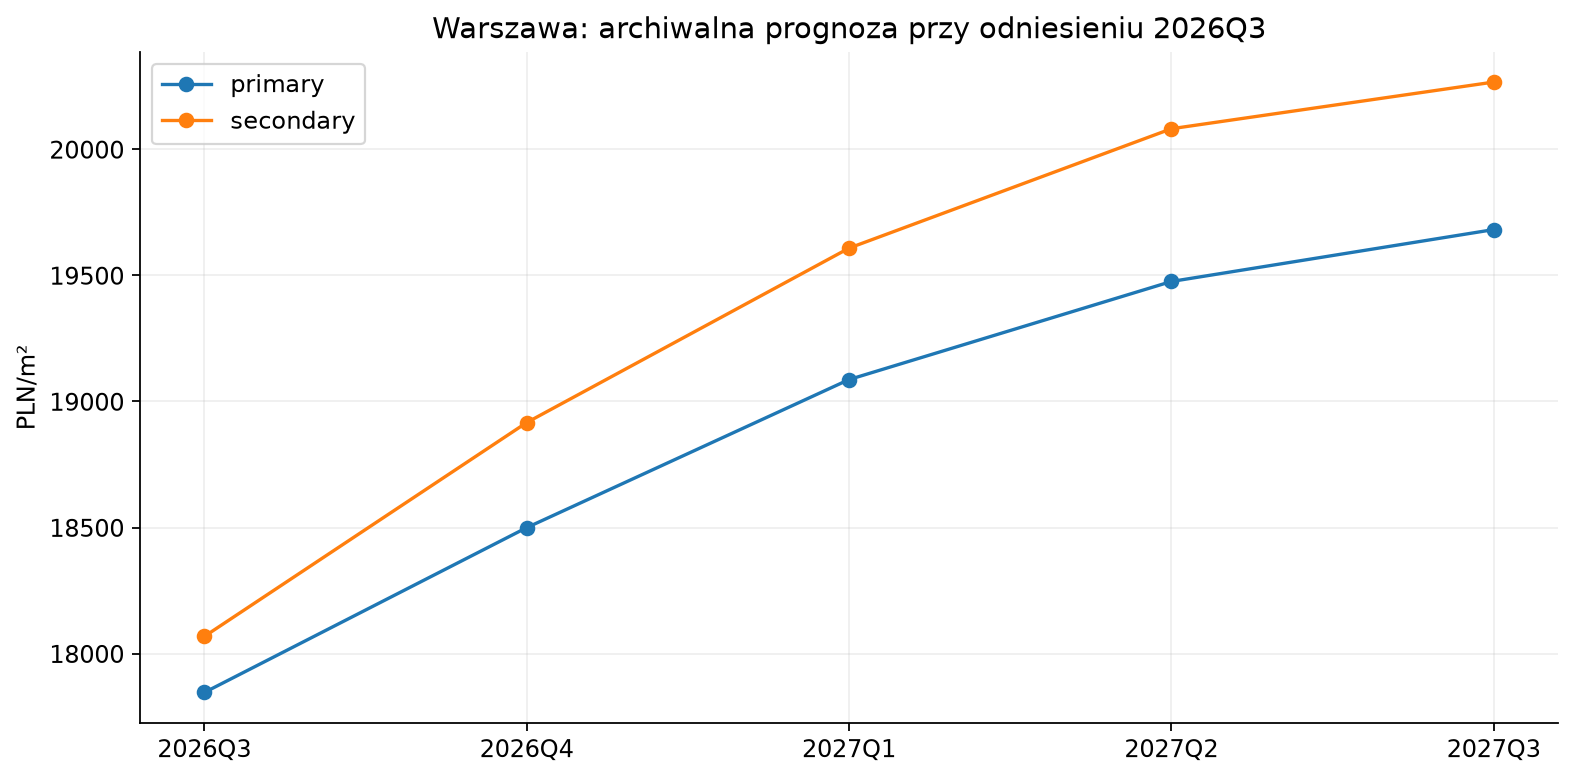 Warszawa: archiwalna prognoza przy odniesieniu 2026Q3
primary
secondary
PLN/m²
20000
19500
19000
18500
18000
2026Q3
2026Q4
2027Q1
2027Q2
2027Q3